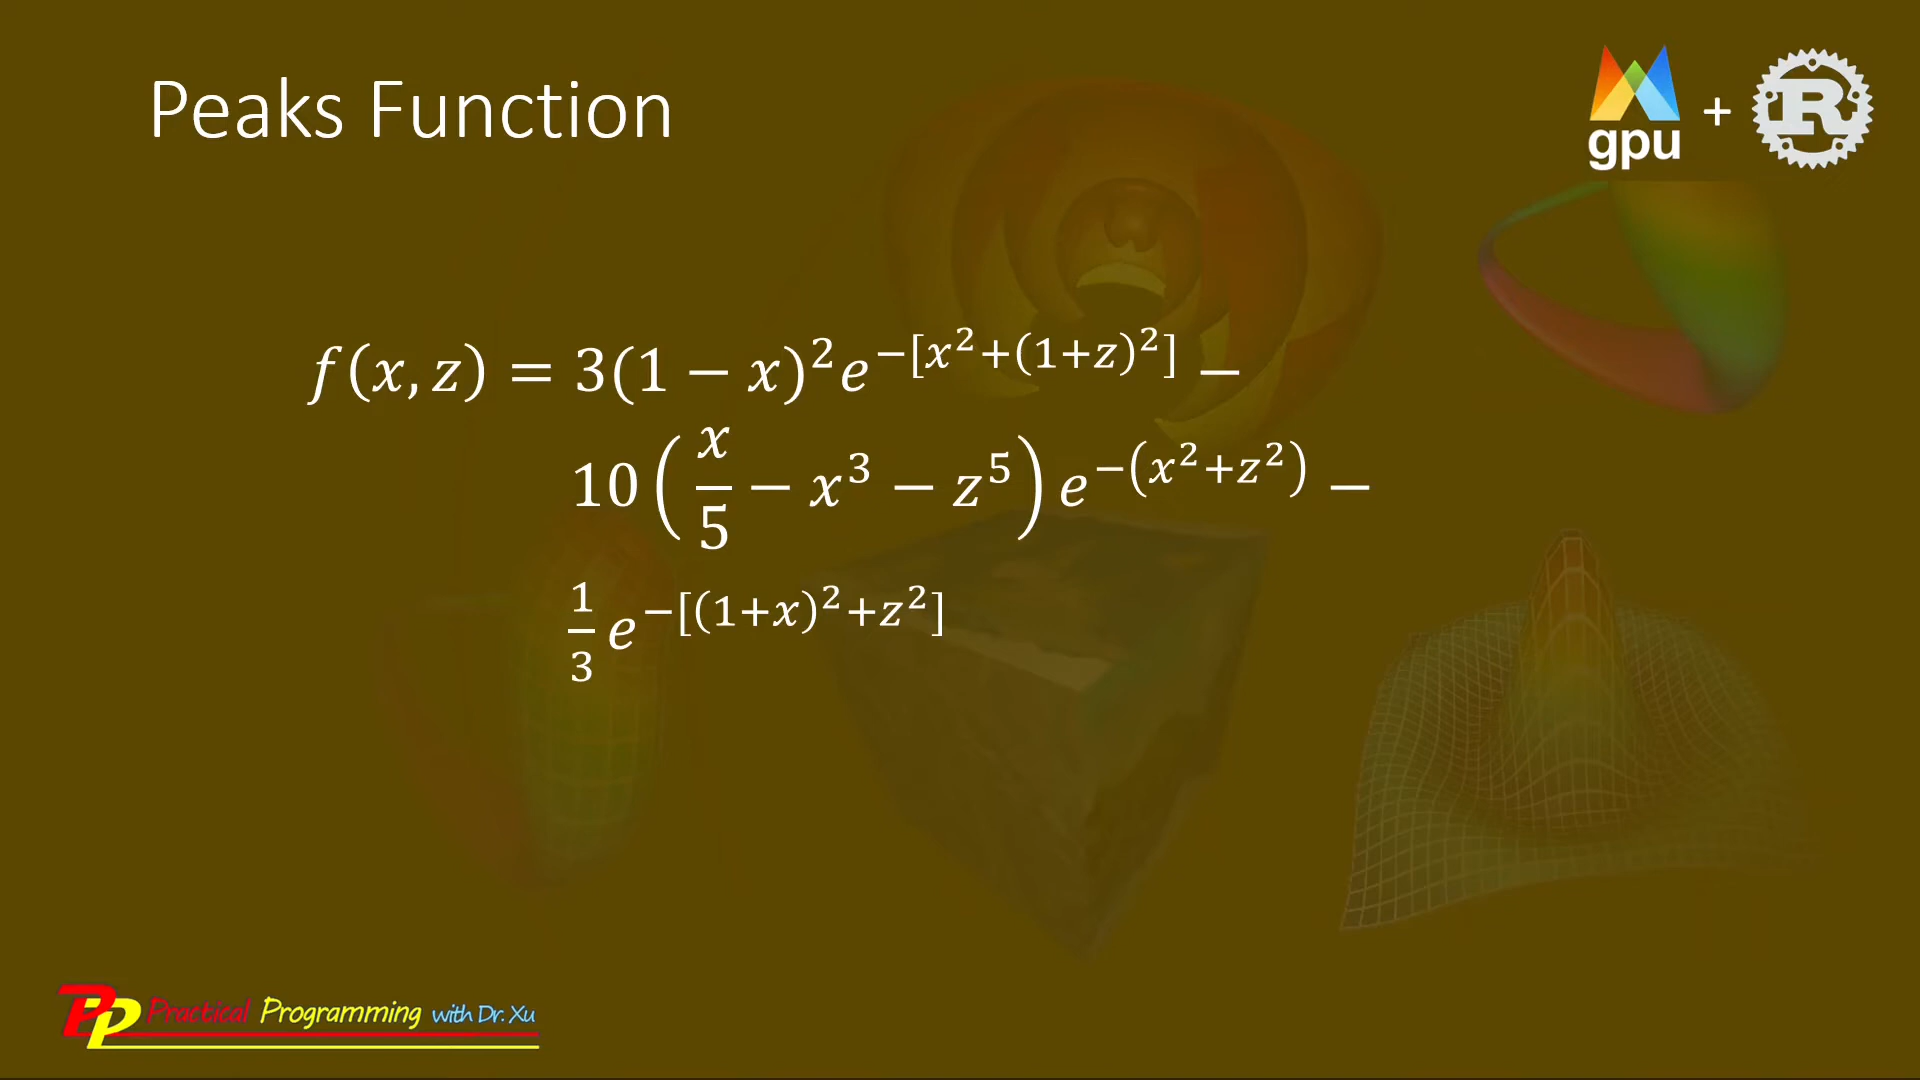 Peaks Function
gpu + R
f(x, z) = 3(1 − x)²e^{−[x²+(1+z)²]} −
10(x/5 − x³ − z⁵)e^{−(x²+z²)} −
1/3 e^{−[(1+x)²+z²]}
PP Practical Programming with Dr. Xu